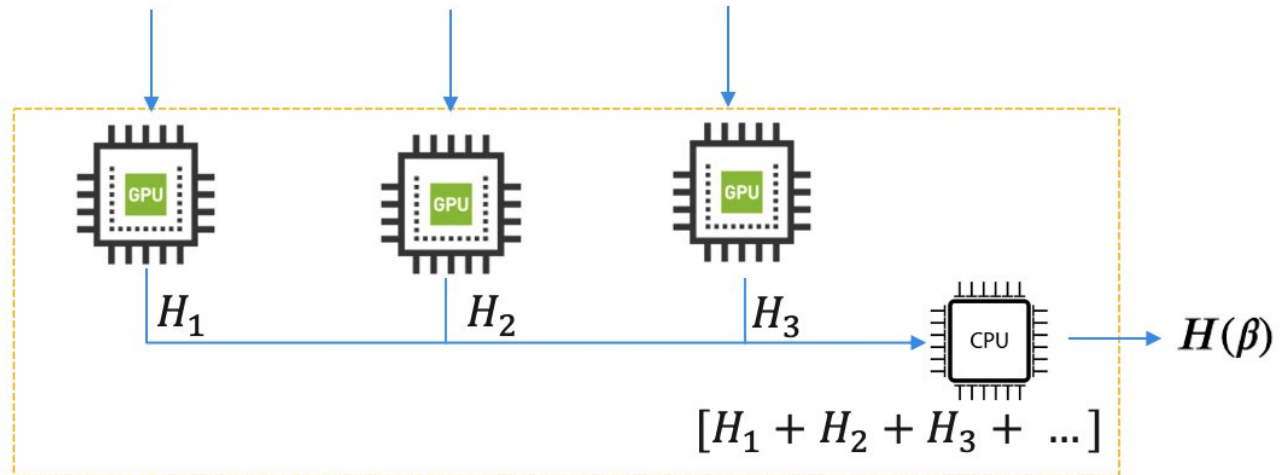 GPU
GPU
GPU
H₁
H₂
H₃
CPU
H(β)
[H₁ + H₂ + H₃ + ...]